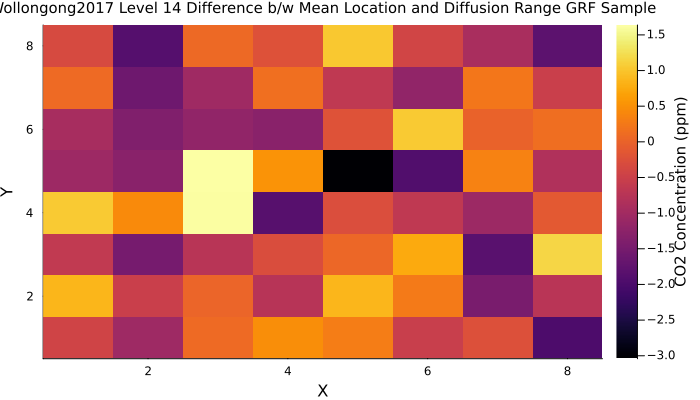 Wollongong2017 Level 14 Difference b/w Mean Location and Diffusion Range GRF Sample
8
6
4
2
Y
2 4 6 8
X
1.5
1.0
0.5
0
−0.5
−1.0
−1.5
−2.0
−2.5
−3.0
CO2 Concentration (ppm)